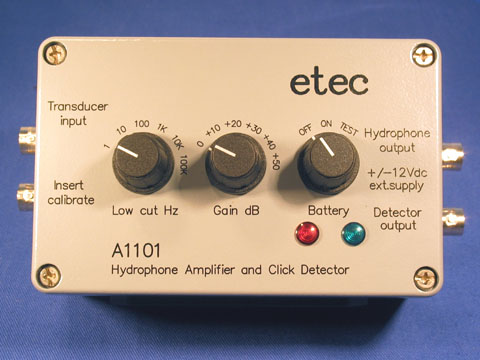 etec
Transducer
input
Insert
calibrate
1 10 100 1K 10K 100K
Low cut Hz
0 +10 +20 +30 +40 +50
Gain dB
OFF ON TEST
Battery
Hydrophone
output
+/-12Vdc
ext.supply
Detector
output
A1101
Hydrophone Amplifier and Click Detector